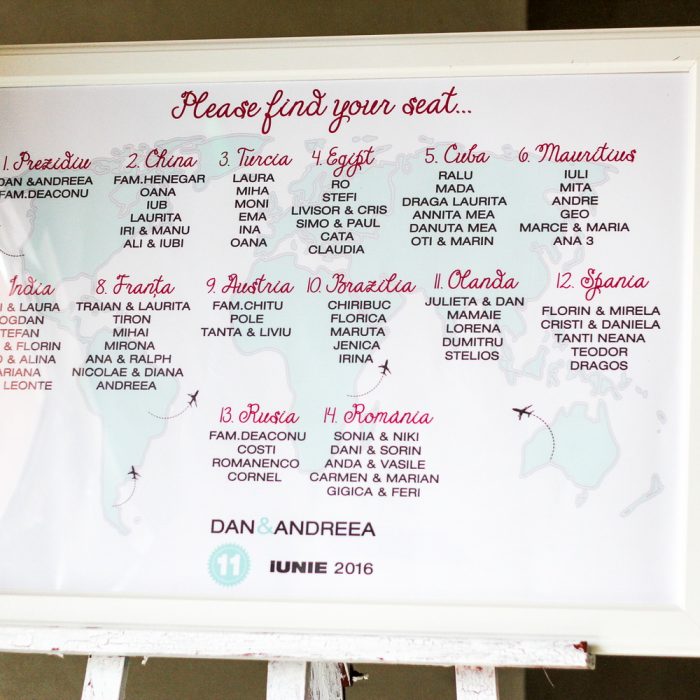 Please find your seat...
1. Prezidiu
DAN &ANDREEA
FAM.DEACONU
2. China
FAM.HENEGAR
OANA
IUB
LAURITA
IRI & MANU
ALI & IUBI
3. Turcia
LAURA
MIHA
MONI
EMA
INA
OANA
4. Egipt
RO
STEFI
LIVISOR & CRIS
SIMO & PAUL
CATA
CLAUDIA
5. Cuba
RALU
MADA
DRAGA LAURITA
ANNITA MEA
DANUTA MEA
OTI & MARIN
6. Mauritius
IULI
MITA
ANDRE
GEO
MARCE & MARIA
ANA 3
India
& LAURA
& FLORIN
& ALINA
LEONTE
8. Franța
TRAIAN & LAURITA
TIRON
MIHAI
MIRONA
ANA & RALPH
NICOLAE & DIANA
ANDREEA
9. Austria
FAM.CHITU
POLE
TANTA & LIVIU
10. Brazilia
CHIRIBUC
FLORICA
MARUTA
JENICA
IRINA
11. Olanda
JULIETA & DAN
MAMAIE
LORENA
DUMITRU
STELIOS
12. Spania
FLORIN & MIRELA
CRISTI & DANIELA
TANTI NEANA
TEODOR
DRAGOS
13. Rusia
FAM.DEACONU
COSTI
ROMANENCO
CORNEL
14. Romania
SONIA & NIKI
DANI & SORIN
ANDA & VASILE
CARMEN & MARIAN
GIGICA & FERI
DAN&ANDREEA
11 IUNIE 2016